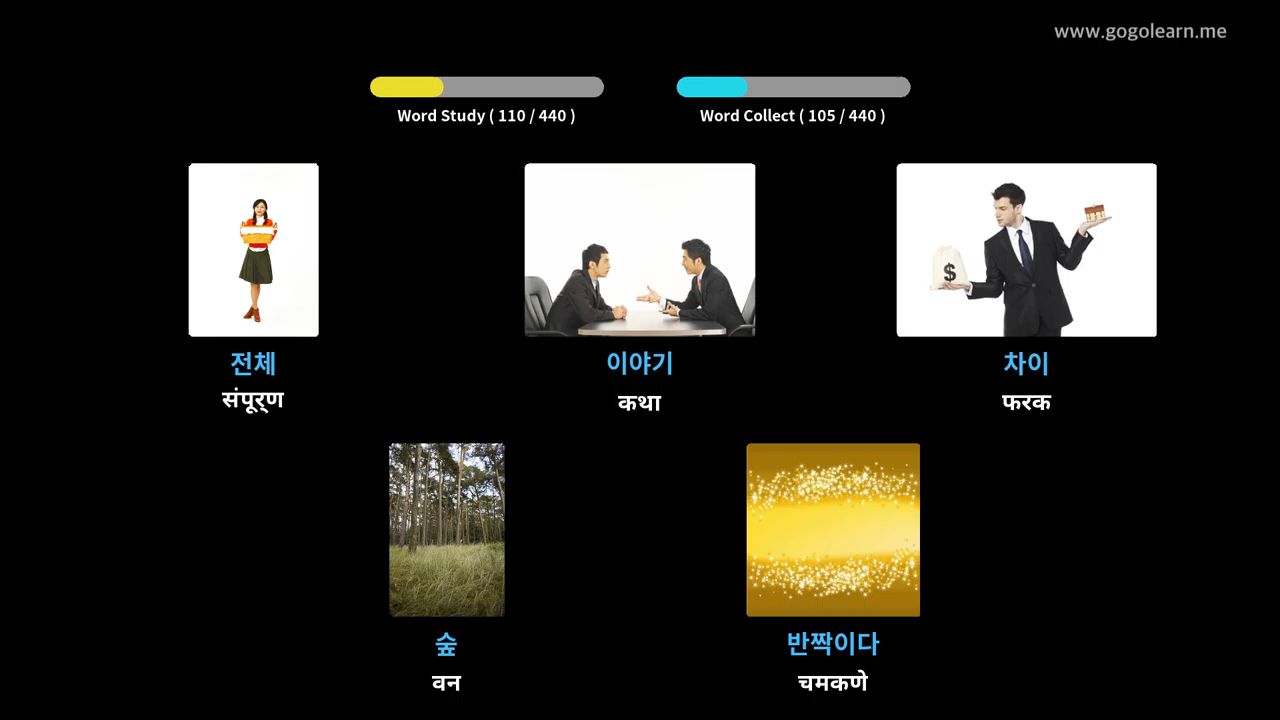 www.gogolearn.me
Word Study ( 110 / 440 )
Word Collect ( 105 / 440 )
전체
संपूर्ण
이야기
कथा
차이
फरक
숲
वन
반짝이다
चमकणे